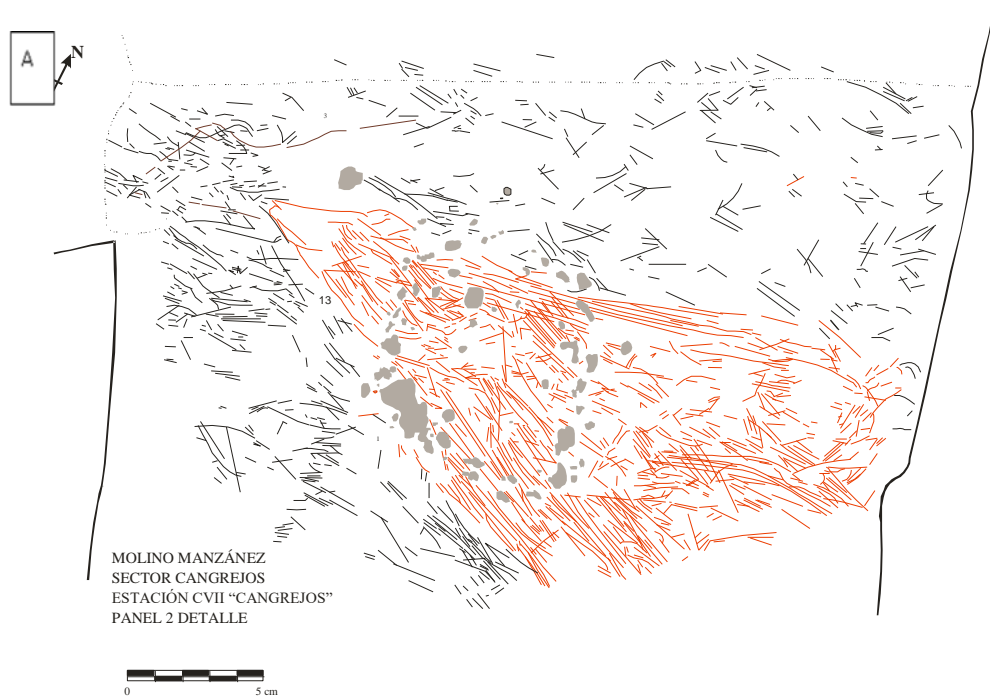 A
N
3
13
MOLINO MANZÁNEZ
SECTOR CANGREJOS
ESTACIÓN CVII “CANGREJOS”
PANEL 2 DETALLE
0 5 cm